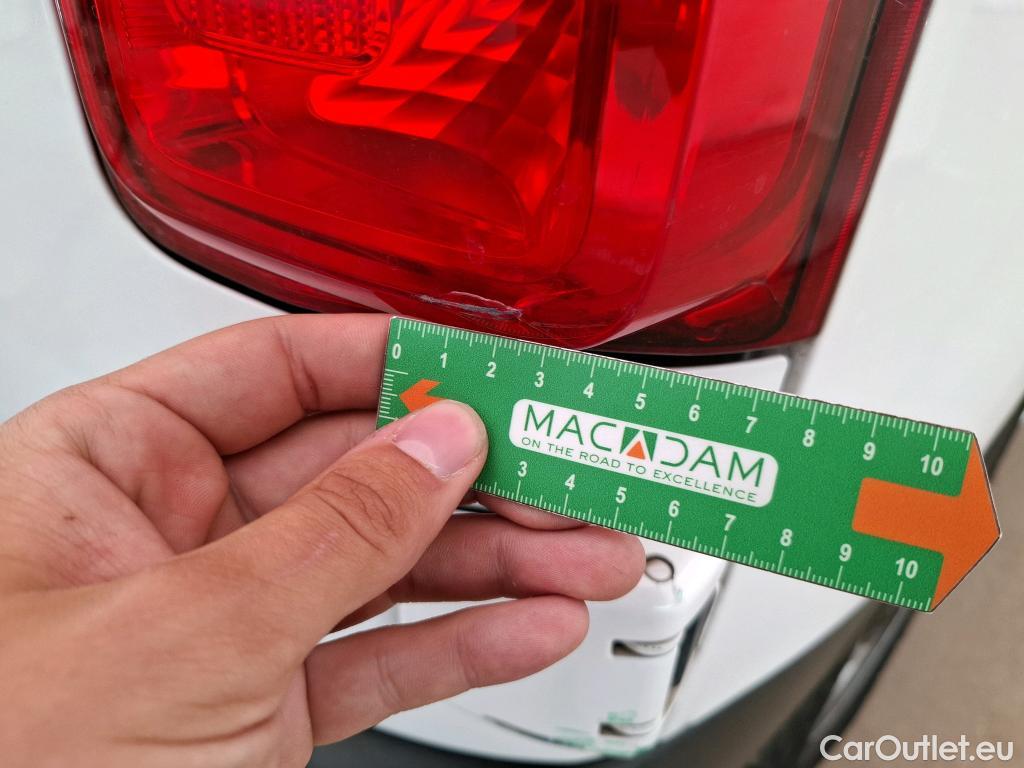 0 1 2 3 4 5 6 7 8 9 10
MACADAM
ON THE ROAD TO EXCELLENCE
3 4 5 6 7 8 9 10
CarOutlet.eu